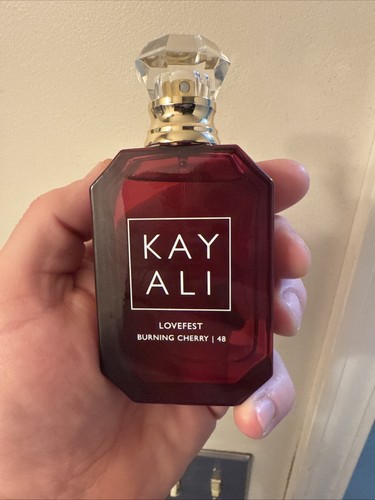 KAY
ALI
LOVEFEST
BURNING CHERRY | 48